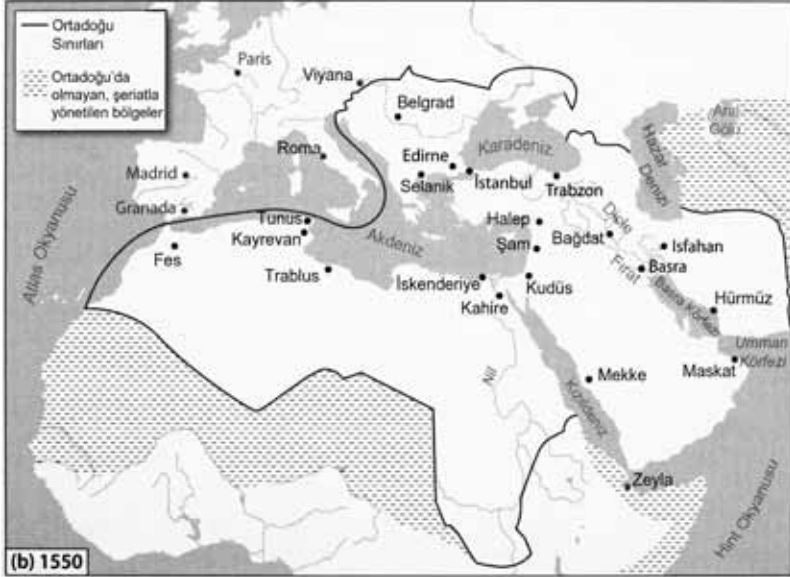 Ortadoğu
Sınırları
Ortadoğu'da
olmayan, şeriatla
yönetilen bölgeler
Paris
Viyana
Belgrad
Aral
Gölü
Hazar
Denizi
Karadeniz
Roma
Edirne
Madrid
Selanik
İstanbul
Trabzon
Granada
Tunus
Halep
Dicle
Kayrevan
Akdeniz
Bağdat
Isfahan
Fes
Şam
Fırat
Basra
Atlas Okyanusu
Trablus
İskenderiye
Kudüs
Basra Körfezi
Hürmüz
Kahire
Umman
Körfezi
Nil
Mekke
Maskat
Kızıldeniz
Zeyla
Hint Okyanusu
(b) 1550